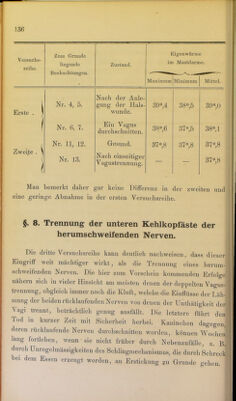 136
Versuchs- Zum Grunde Zustand. Eigenwärme
reihe. liegende im Mastdarme.
Beobachtungen. Maximum Minimum Mittel.
Nach der Anle-
Erste . Nr. 4, 5. gung der Hals- 39°,4 38°,5 39°,0
wunde.
Nr. 6, 7. Ein Vagus 38°,6 37°,5 38°,1
durchschnitten.
Zweite . Nr. 11, 12. Gesund. 37°,8 37°,8 37°,8
Nr. 13. Nach einseitiger — — 37°,8
Vagustrennung.
Man bemerkt daher gar keine Differenz in der zweiten und
eine geringe Abnahme in der ersten Versuchsreihe.
§. 8. Trennung der unteren Kehlkopfäste der
herumschweifenden Nerven.
Die dritte Versuchsreihe kann deutlich nachweisen, dass dieser
Eingriff weit mächtiger wirkt, als die Trennung eines herum-
schweifenden Nerven. Die hier zum Vorschein kommenden Erfolge
nähern sich in vieler Hinsicht am meisten denen der doppelten Vagus-
trennung, obgleich immer noch die Kluft, welche die Einflüsse der Läh-
mung der beiden rücklaufenden Nerven von denen der Unthätigkeit der
Vagi trennt, beträchtlich genug ausfällt. Die letztere führt den
Tod in kurzer Zeit mit Sicherheit herbei. Kaninchen dagegen,
deren rücklaufende Nerven durchschnitten worden, können Wochen
lang fortleben, wenn sie nicht früher durch Nebenzufälle, z. B.
durch Unregelmässigkeiten des Schlingmechanismus, die durch Schreck
bei dem Essen erzeugt werden, an Erstickung zu Grunde gehen.